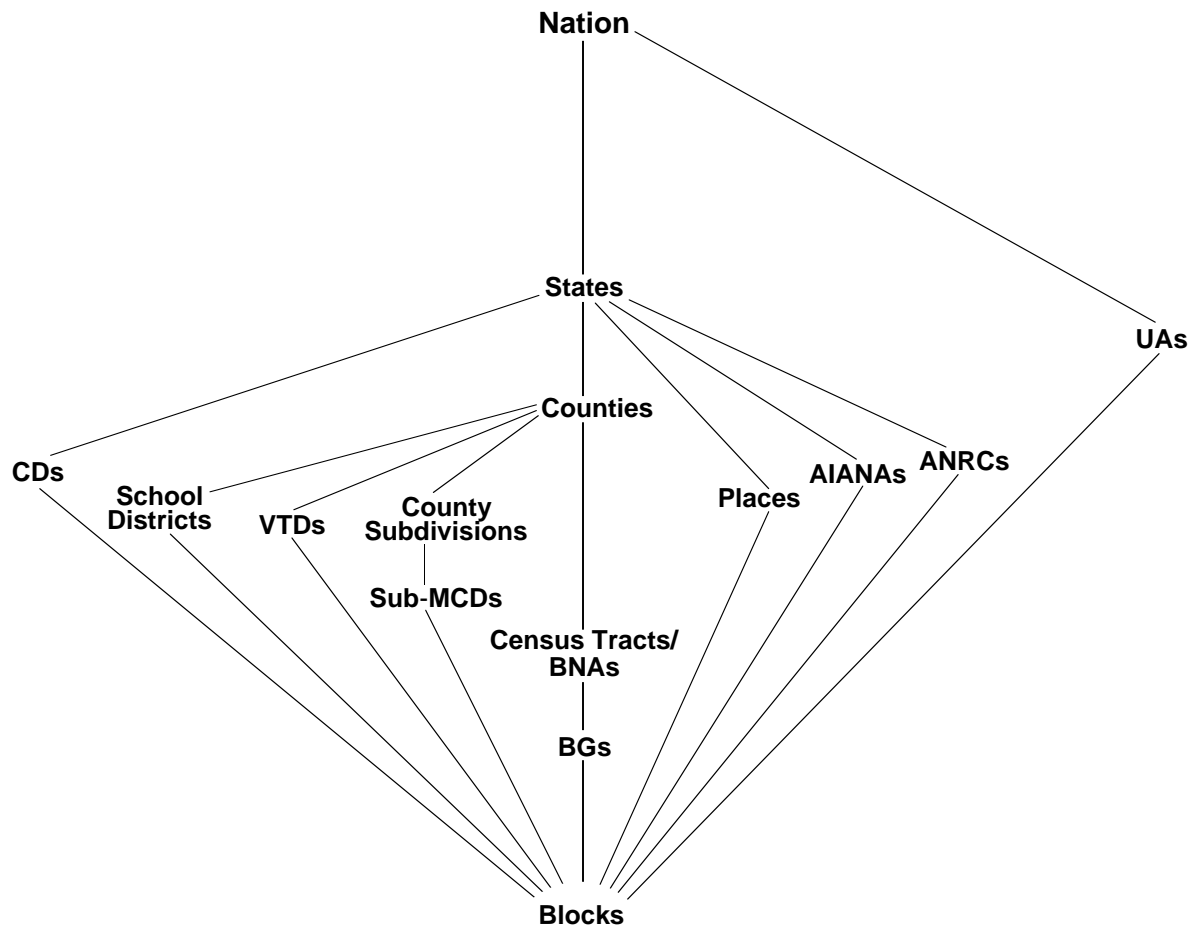 Nation
States
UAs
Counties
CDs
School
Districts
VTDs
County
Subdivisions
Places
AIANAs
ANRCs
Sub-MCDs
Census Tracts/
BNAs
BGs
Blocks